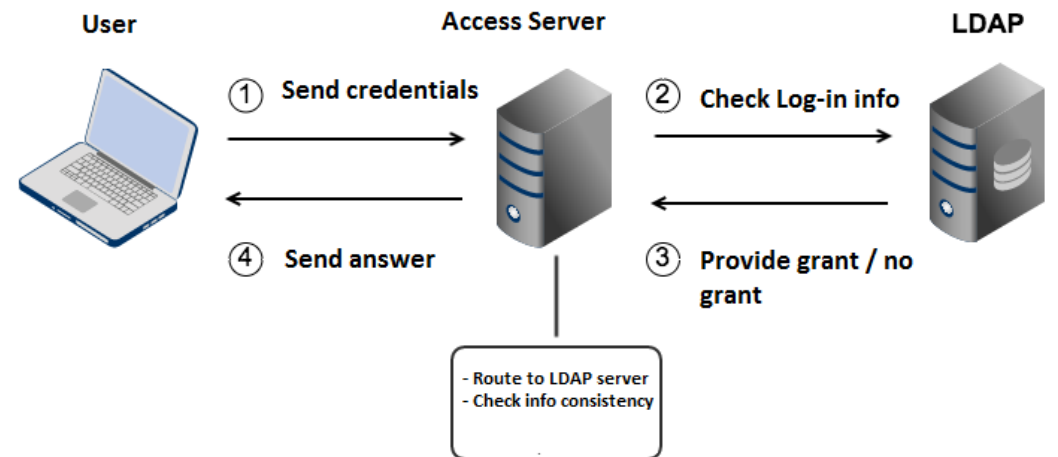 User
Access Server
LDAP
1 Send credentials
2 Check Log-in info
4 Send answer
3 Provide grant / no
grant
- Route to LDAP server
- Check info consistency